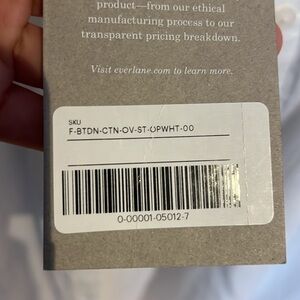 product—from our ethical
manufacturing process to our
transparent pricing breakdown.
Visit everlane.com to learn more.
SKU
F-BTDN-CTN-OV-ST-OPWHT-00
0-00001-05012-7